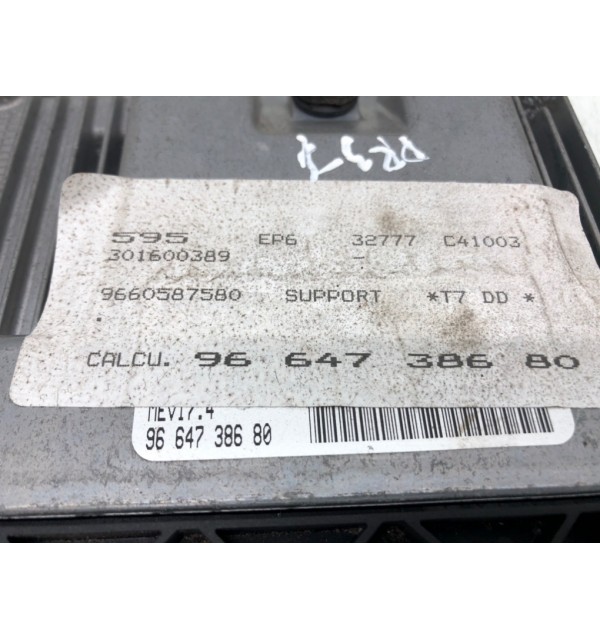 595 EP6 32777 C41003
301600389 -
9660587580 SUPPORT *T7 DD *
CALCU. 96 647 386 80
MEV17.4
96 647 386 80